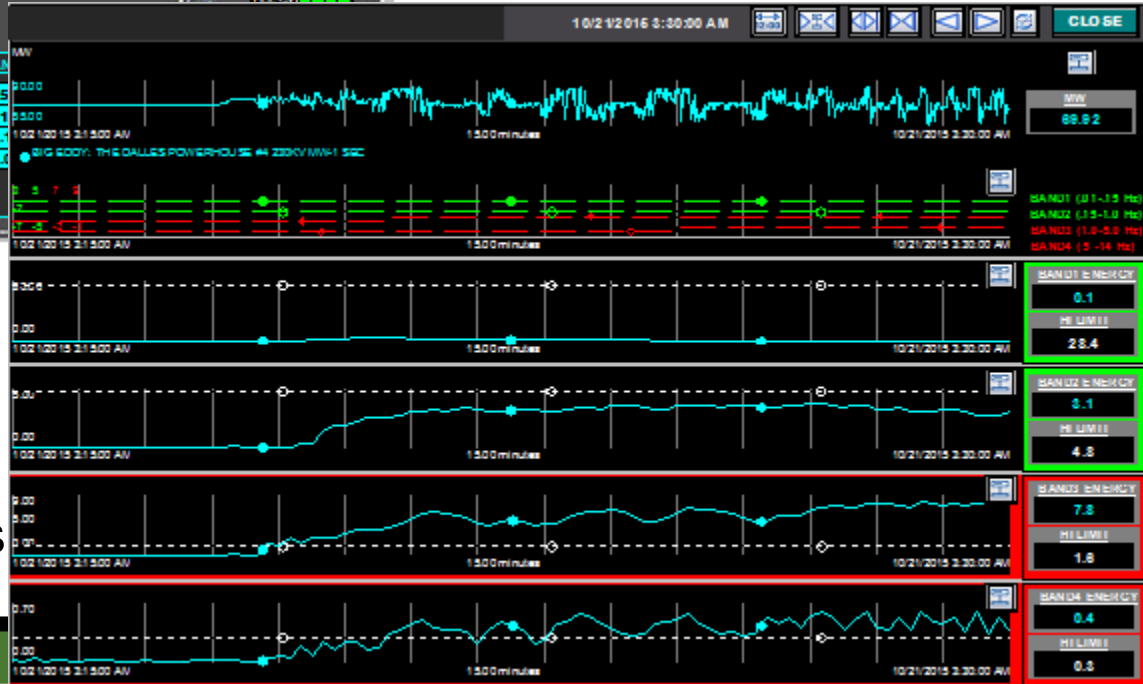 10/21/2015 3:30:00 AM
CLOSE
MW
90.00
MW
69.92
10/21/2015 3:15:00 AM 15.00 minutes 10/21/2015 3:30:00 AM
BIG EDDY: THE DALLES POWERHOUSE #4 230KV MW-1 SEC
BAND1 (.01-.15 Hz)
BAND2 (.15-1.0 Hz)
BAND3 (1.0-5.0 Hz)
BAND4 (5 -14 Hz)
10/21/2015 3:15:00 AM 15.00 minutes 10/21/2015 3:30:00 AM
BAND1 ENERGY
0.1
HI LIMIT
28.4
0.00
10/21/2015 3:15:00 AM 15.00 minutes 10/21/2015 3:30:00 AM
BAND2 ENERGY
5.00
3.1
HI LIMIT
4.8
0.00
10/21/2015 3:15:00 AM 15.00 minutes 10/21/2015 3:30:00 AM
BAND3 ENERGY
9.00
7.8
5.00
HI LIMIT
1.6
10/21/2015 3:15:00 AM 15.00 minutes 10/21/2015 3:30:00 AM
BAND4 ENERGY
0.70
0.4
HI LIMIT
0.3
0.00
10/21/2015 3:15:00 AM 15.00 minutes 10/21/2015 3:30:00 AM